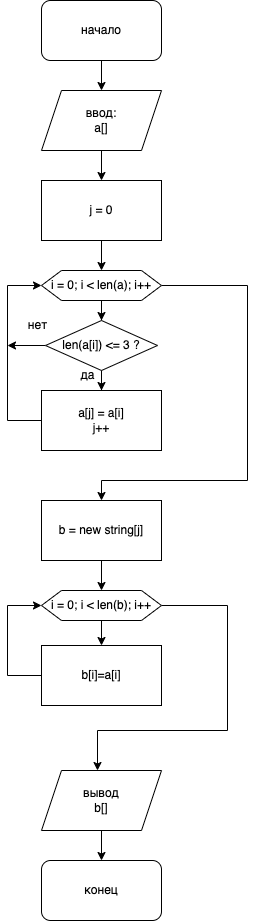 начало
ввод:
a[]
j = 0
i = 0; i < len(a); i++
нет
len(a[i]) <= 3 ?
да
a[j] = a[i]
j++
b = new string[j]
i = 0; i < len(b); i++
b[i]=a[i]
вывод
b[]
конец